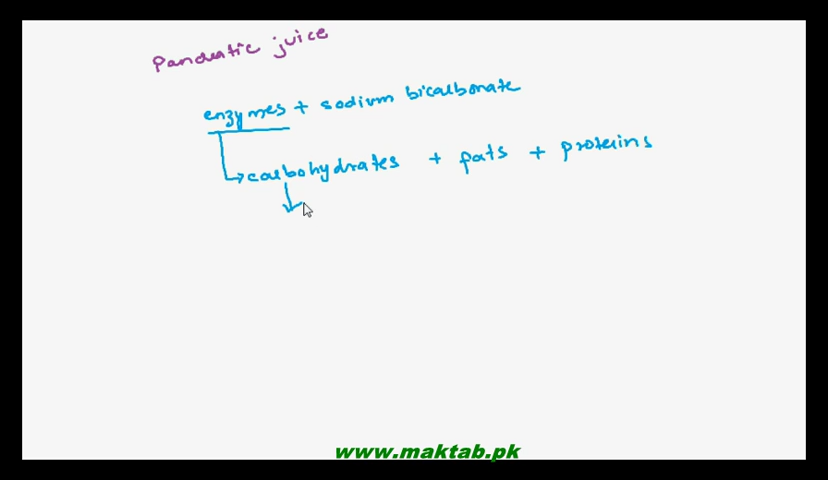 Pancreatic juice
enzymes + sodium bicarbonate
carbohydrates + fats + proteins
www.maktab.pk